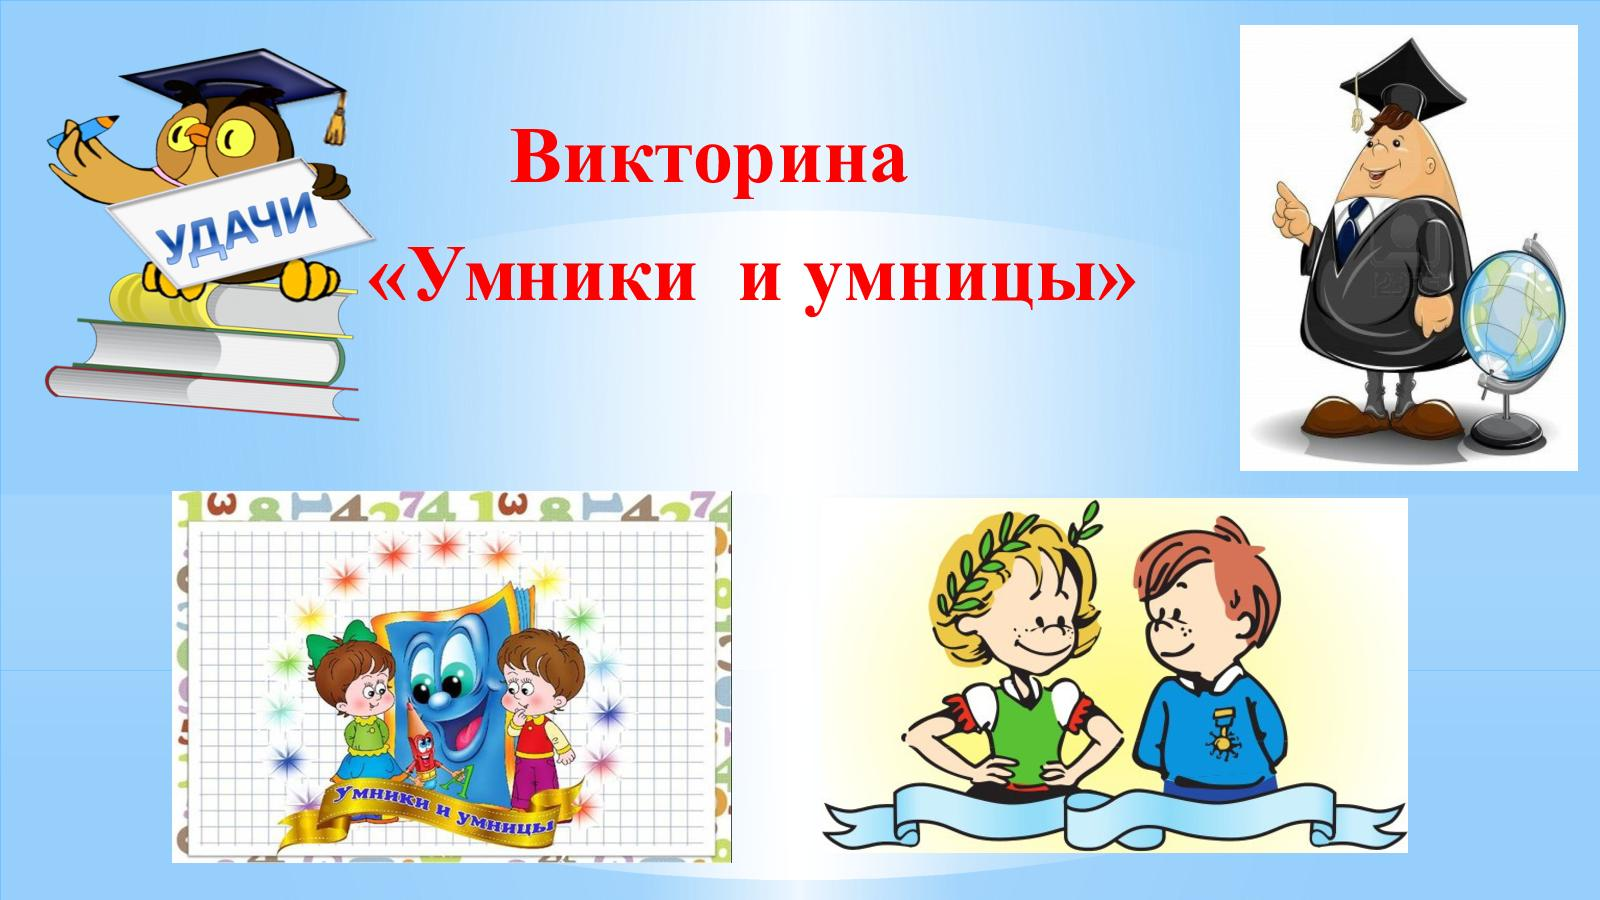 Викторина
«Умники и умницы»
УДАЧИ
Умники и умницы